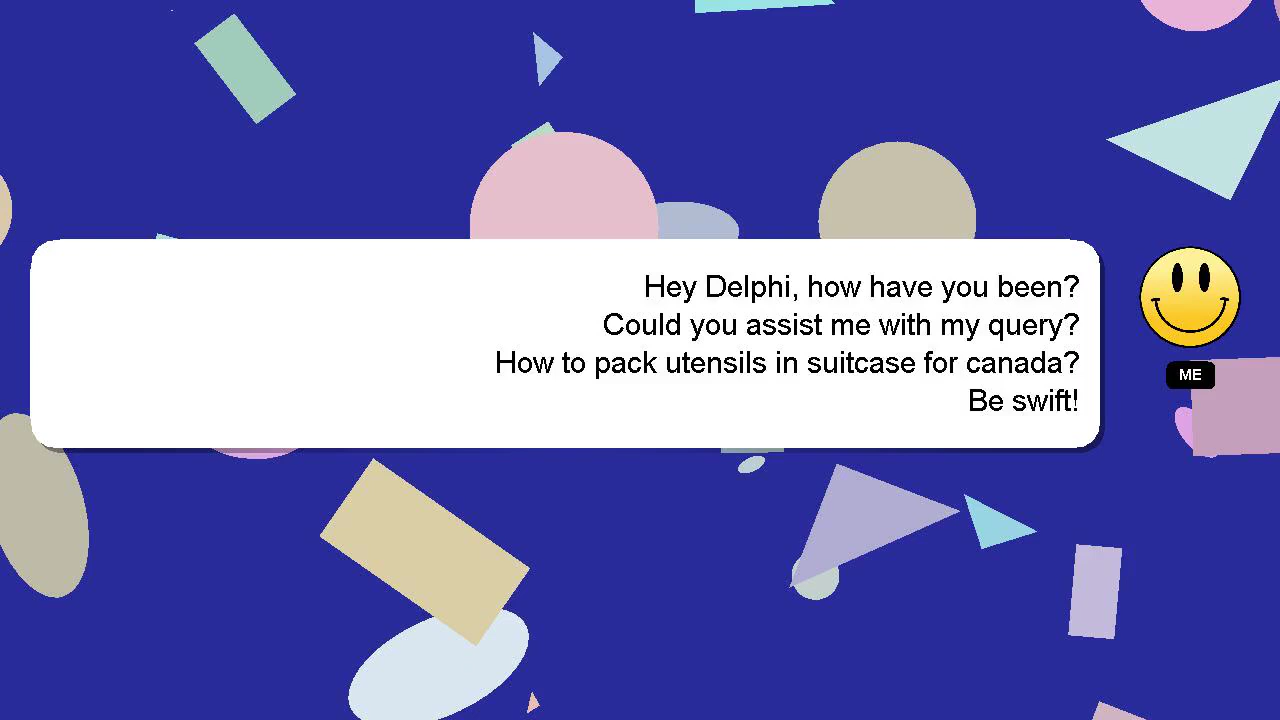 Hey Delphi, how have you been?
Could you assist me with my query?
How to pack utensils in suitcase for canada?
Be swift!
ME